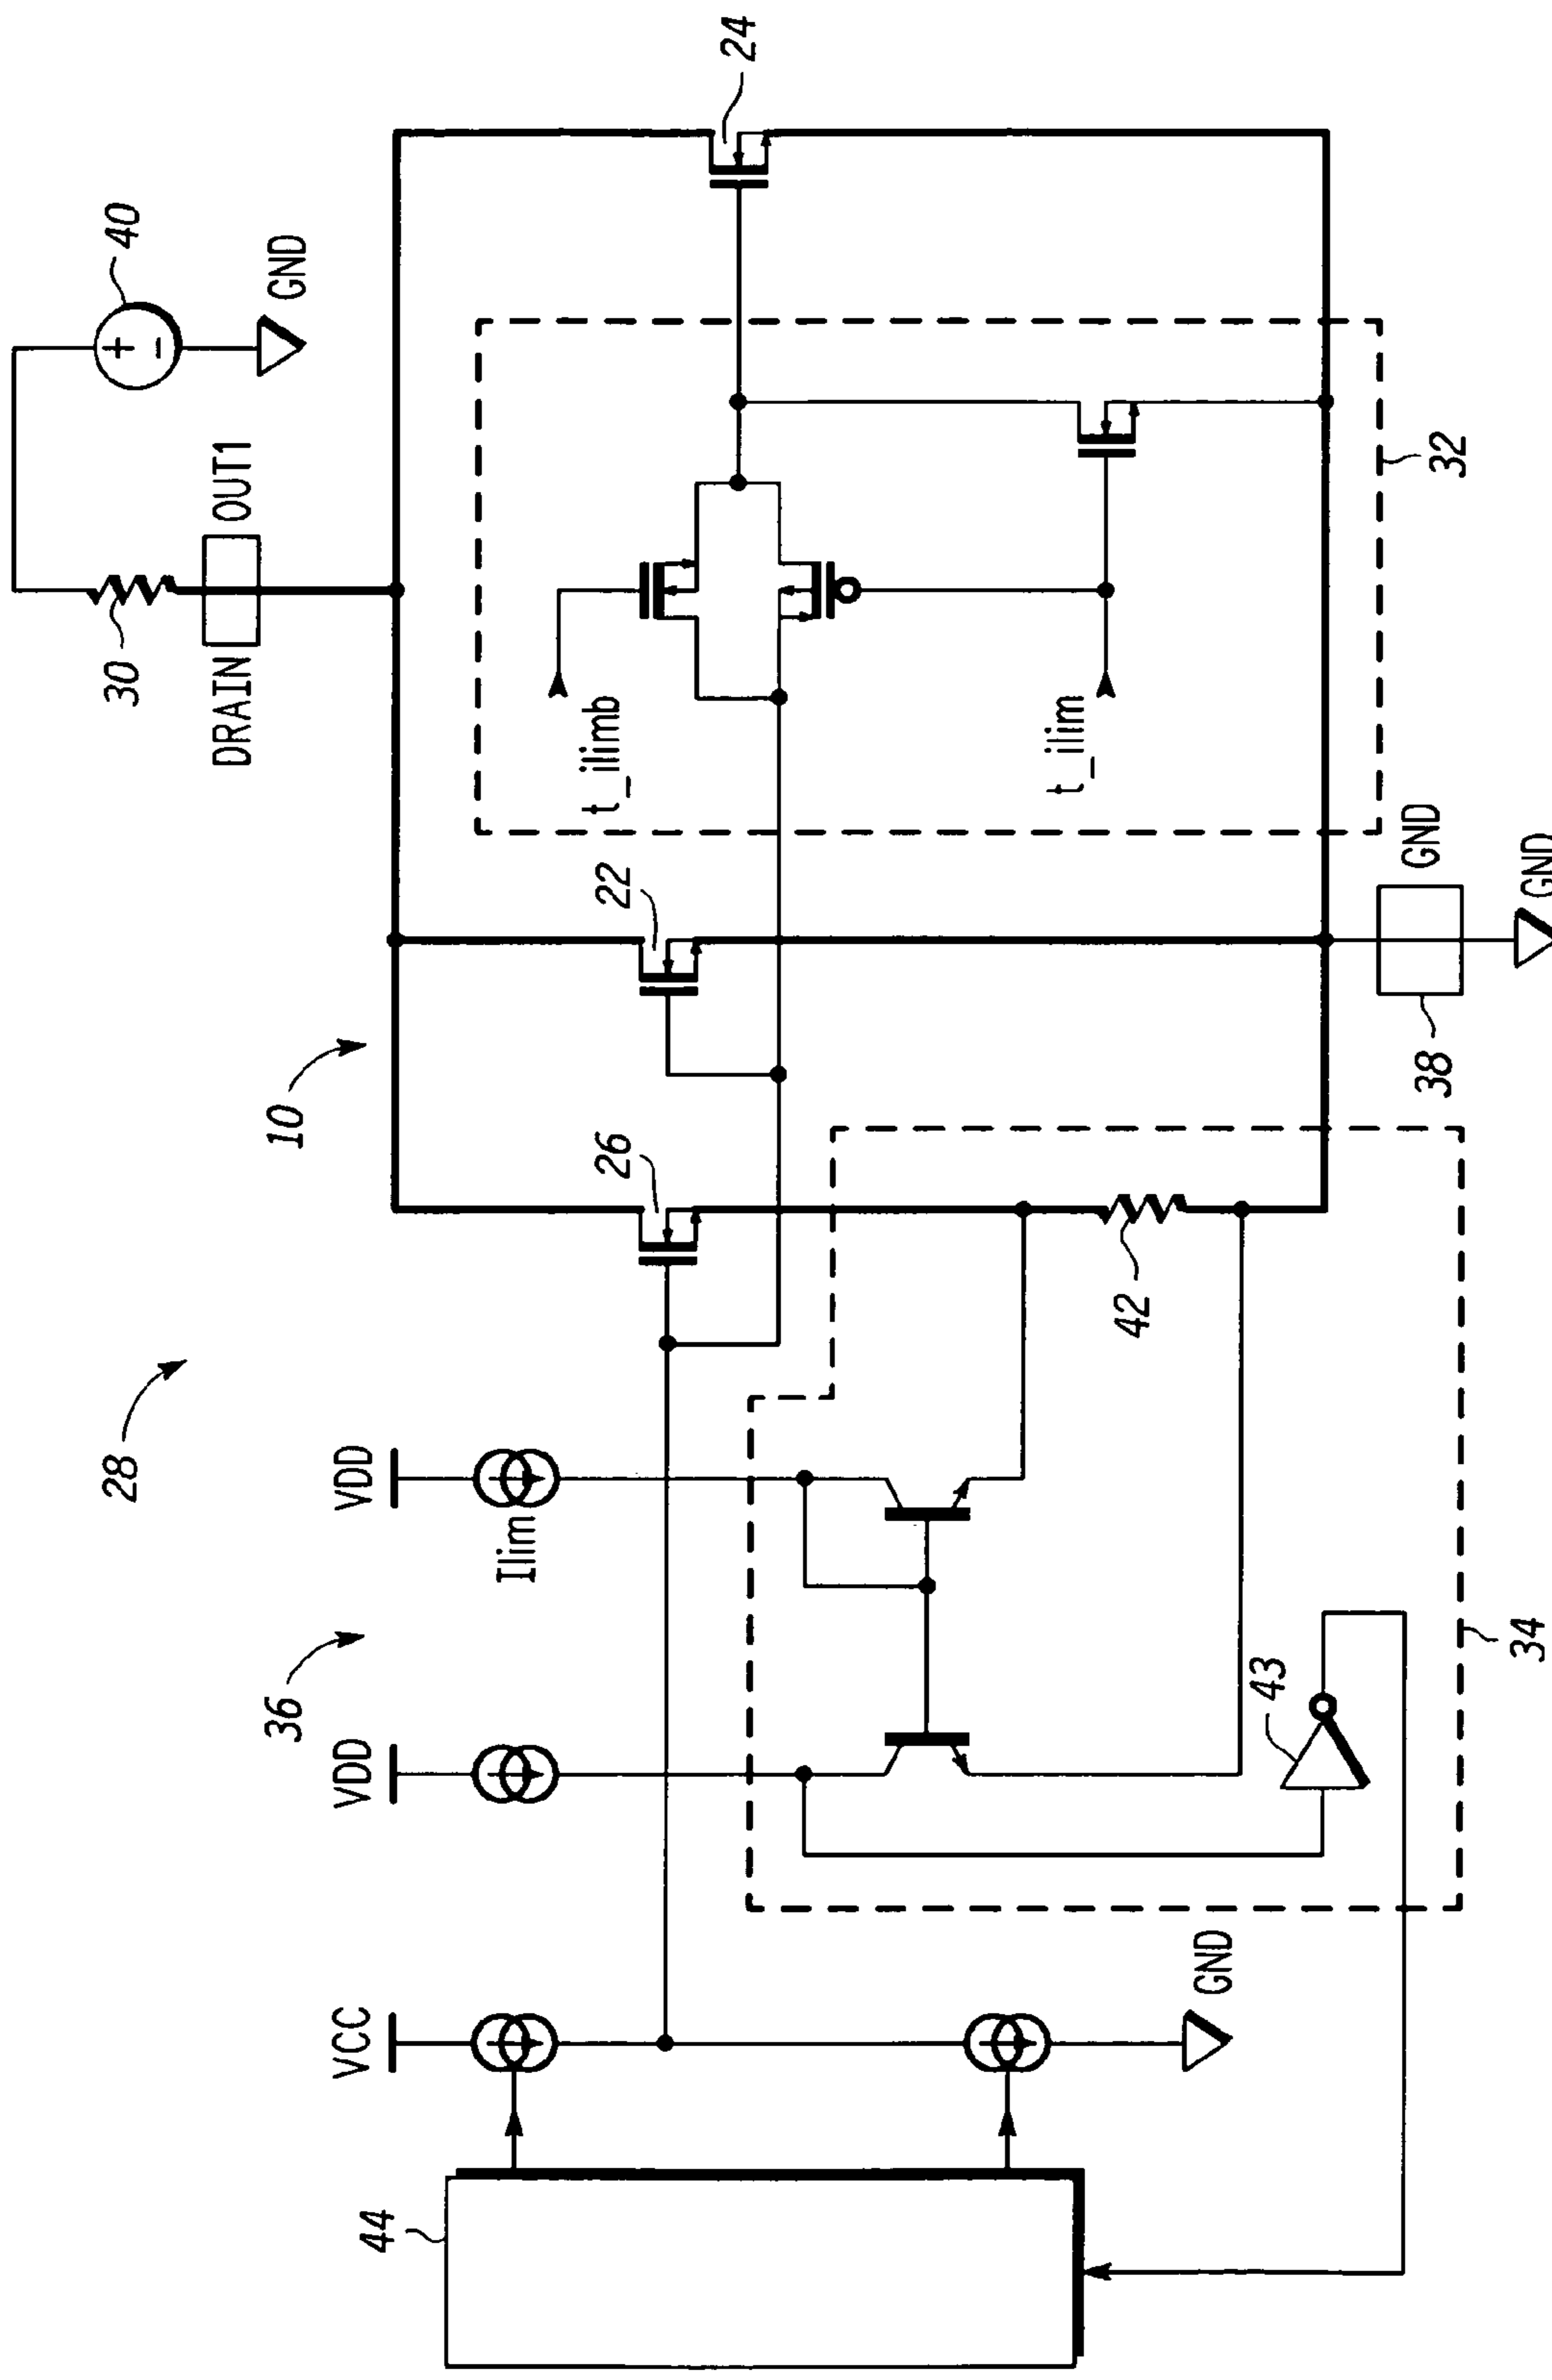 40
GND
24
30
DRAIN
OUT1
10
28
36
VCC
VDD
VDD
Ilim
26
22
t_ilimb
t_ilim
32
42
44
43
34
GND
38
GND
GND